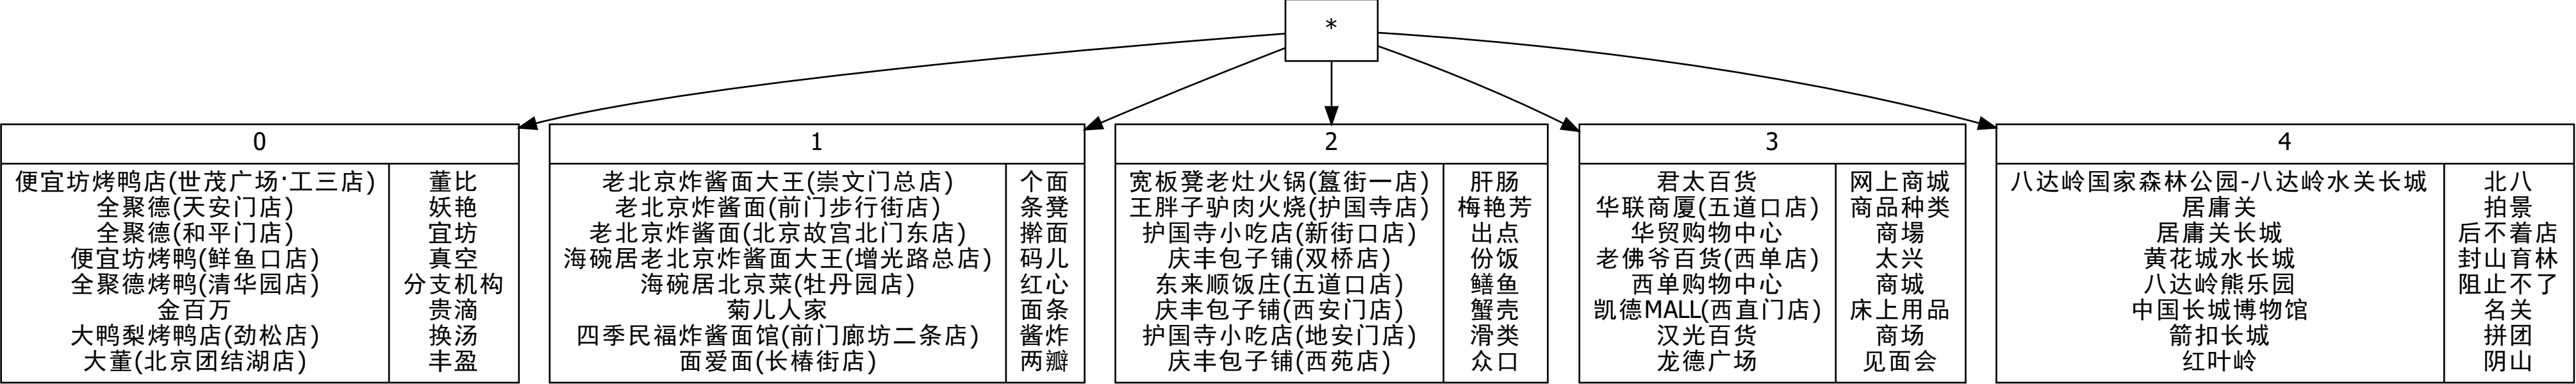 *
0
便宜坊烤鸭店(世茂广场·工三店) 董比
全聚德(天安门店) 妖艳
全聚德(和平门店) 宜坊
便宜坊烤鸭(鲜鱼口店) 真空
全聚德烤鸭(清华园店) 分支机构
金百万 贵滴
大鸭梨烤鸭店(劲松店) 换汤
大董(北京团结湖店) 丰盈
1
老北京炸酱面大王(崇文门总店) 个面
老北京炸酱面(前门步行街店) 条凳
老北京炸酱面(北京故宫北门东店) 擀面
海碗居老北京炸酱面大王(增光路总店) 码儿
海碗居北京菜(牡丹园店) 红心
菊儿人家 面条
四季民福炸酱面馆(前门廊坊二条店) 酱炸
面爱面(长椿街店) 两瓣
2
宽板凳老灶火锅(簋街一店) 肝肠
王胖子驴肉火烧(护国寺店) 梅艳芳
护国寺小吃店(新街口店) 出点
庆丰包子铺(双桥店) 份饭
东来顺饭庄(五道口店) 鳝鱼
庆丰包子铺(西安门店) 蟹壳
护国寺小吃店(地安门店) 滑类
庆丰包子铺(西苑店) 众口
3
君太百货 网上商城
华联商厦(五道口店) 商品种类
华贸购物中心 商場
老佛爷百货(西单店) 太兴
西单购物中心 商城
凯德MALL(西直门店) 床上用品
汉光百货 商场
龙德广场 见面会
4
八达岭国家森林公园-八达岭水关长城 北八
居庸关 拍景
居庸关长城 后不着店
黄花城水长城 封山育林
八达岭熊乐园 阻止不了
中国长城博物馆 名关
箭扣长城 拼团
红叶岭 阴山